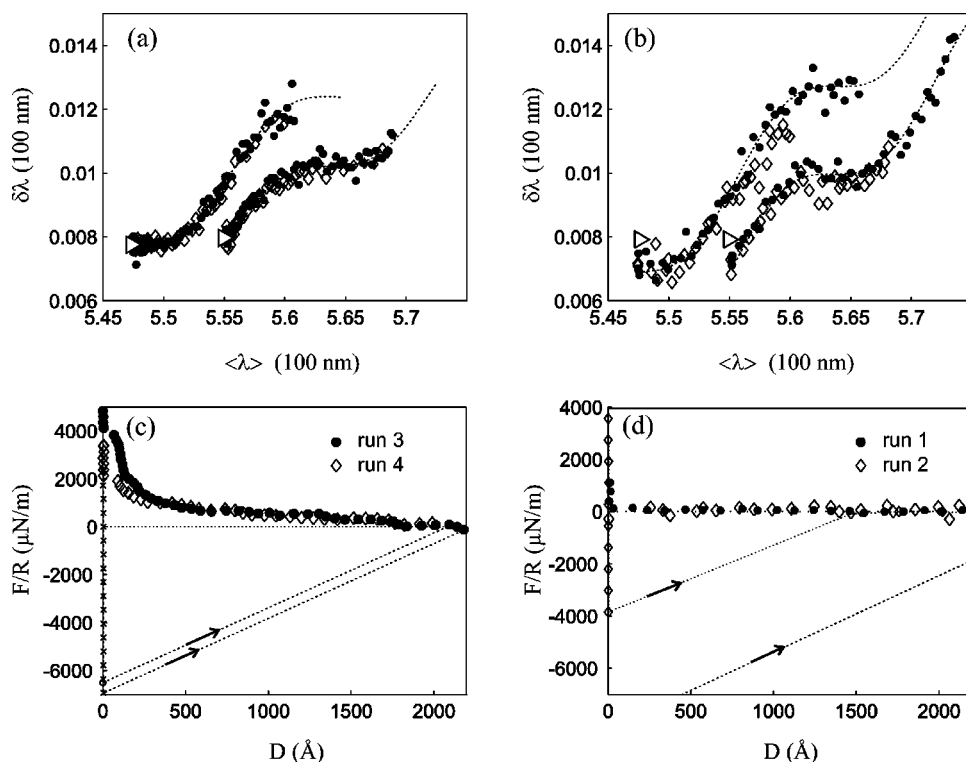 (a)
0.014
0.012
0.01
0.008
0.006
δλ (100 nm)
5.45 5.5 5.55 5.6 5.65 5.7
<λ> (100 nm)
(b)
0.014
0.012
0.01
0.008
0.006
δλ (100 nm)
5.45 5.5 5.55 5.6 5.65 5.7
<λ> (100 nm)
(c)
run 3
run 4
4000
2000
0
-2000
-4000
-6000
F/R (μN/m)
0 500 1000 1500 2000
D (Å)
(d)
run 1
run 2
4000
2000
0
-2000
-4000
-6000
F/R (μN/m)
0 500 1000 1500 2000
D (Å)